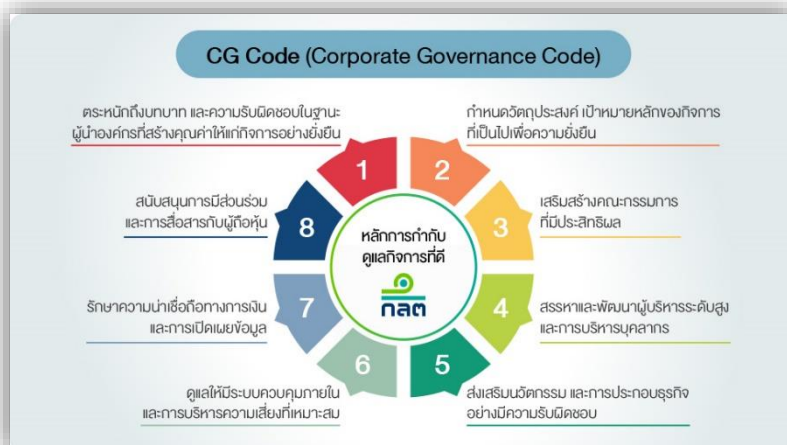 CG Code (Corporate Governance Code)
ตระหนักถึงบทบาท และความรับผิดชอบในฐานะ
ผู้นำองค์กรที่สร้างคุณค่าให้แก่กิจการอย่างยั่งยืน
1
กำหนดวัตถุประสงค์ เป้าหมายหลักของกิจการ
ที่เป็นไปเพื่อความยั่งยืน
2
เสริมสร้างคณะกรรมการ
ที่มีประสิทธิผล
3
สรรหาและพัฒนาผู้บริหารระดับสูง
และการบริหารบุคลากร
4
ส่งเสริมนวัตกรรม และการประกอบธุรกิจ
อย่างมีความรับผิดชอบ
5
ดูแลให้มีระบบควบคุมภายใน
และการบริหารความเสี่ยงที่เหมาะสม
6
รักษาความน่าเชื่อถือทางการเงิน
และการเปิดเผยข้อมูล
7
สนับสนุนการมีส่วนร่วม
และการสื่อสารกับผู้ถือหุ้น
8
หลักการกำกับ
ดูแลกิจการที่ดี
กลต